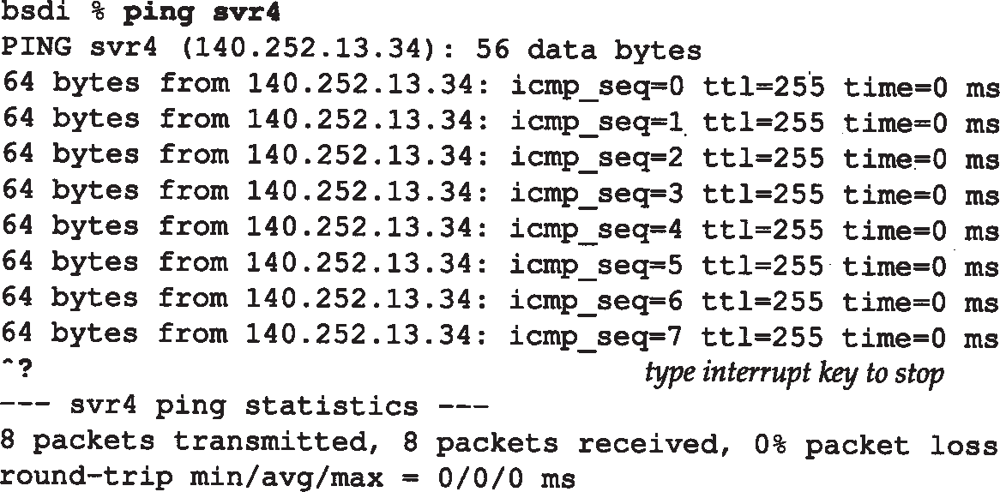 bsdi % ping svr4
PING svr4 (140.252.13.34): 56 data bytes
64 bytes from 140.252.13.34: icmp_seq=0 ttl=255 time=0 ms
64 bytes from 140.252.13.34: icmp_seq=1 ttl=255 time=0 ms
64 bytes from 140.252.13.34: icmp_seq=2 ttl=255 time=0 ms
64 bytes from 140.252.13.34: icmp_seq=3 ttl=255 time=0 ms
64 bytes from 140.252.13.34: icmp_seq=4 ttl=255 time=0 ms
64 bytes from 140.252.13.34: icmp_seq=5 ttl=255 time=0 ms
64 bytes from 140.252.13.34: icmp_seq=6 ttl=255 time=0 ms
64 bytes from 140.252.13.34: icmp_seq=7 ttl=255 time=0 ms
^? type interrupt key to stop
--- svr4 ping statistics ---
8 packets transmitted, 8 packets received, 0% packet loss
round-trip min/avg/max = 0/0/0 ms